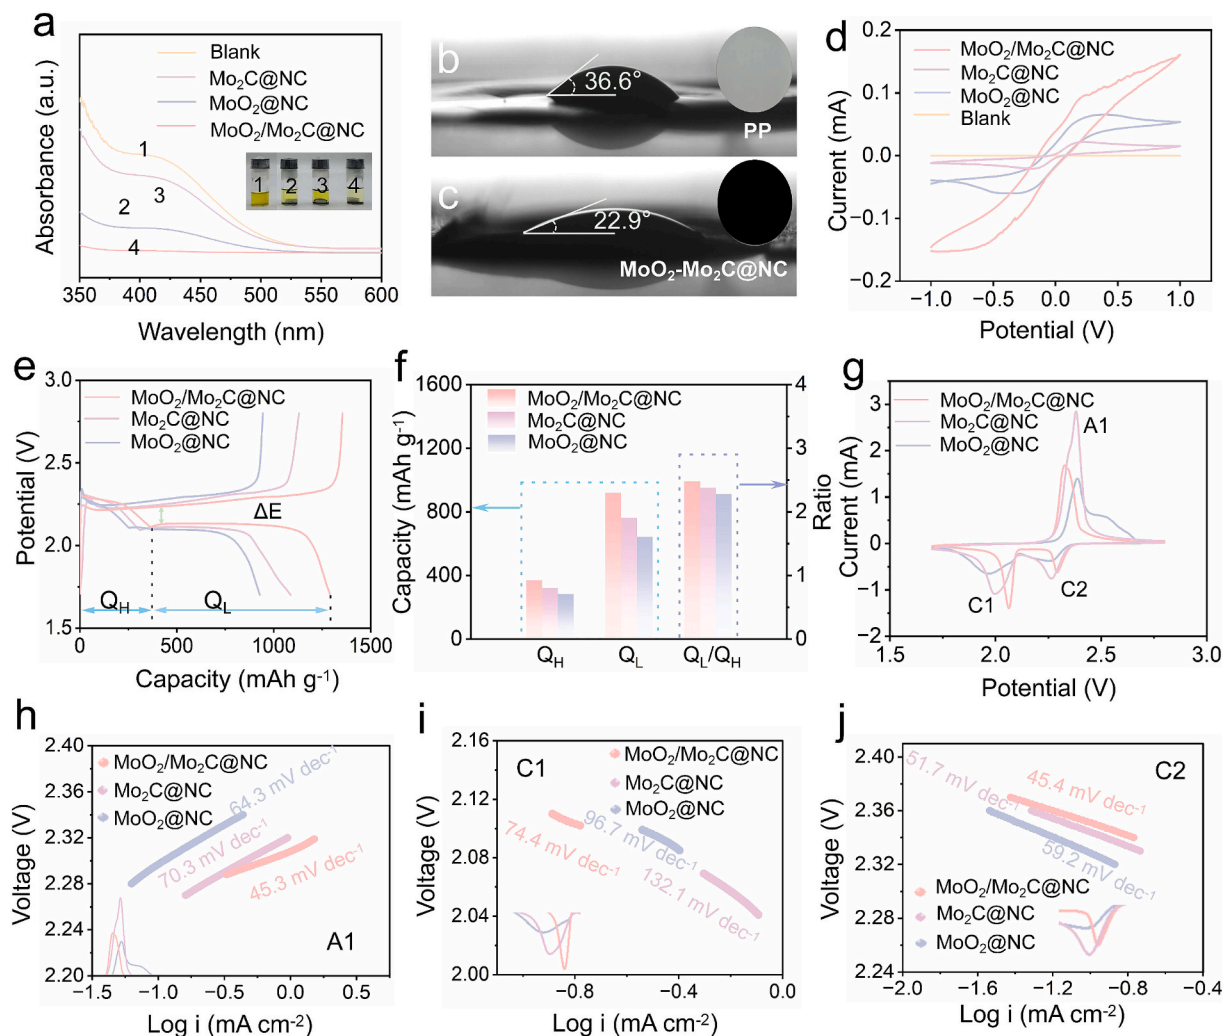 a
Blank
Mo₂C@NC
MoO₂@NC
MoO₂/Mo₂C@NC
1
2
3
4
1 2 3 4
Absorbance (a.u.)
350 400 450 500 550 600
Wavelength (nm)
b
36.6°
PP
c
22.9°
MoO₂-Mo₂C@NC
d
MoO₂/Mo₂C@NC
Mo₂C@NC
MoO₂@NC
Blank
Current (mA)
0.2
0.1
0.0
−0.1
−0.2
−1.0 −0.5 0.0 0.5 1.0
Potential (V)
e
MoO₂/Mo₂C@NC
Mo₂C@NC
MoO₂@NC
Potential (V)
3.0
2.5
2.0
1.5
ΔE
Q_H
Q_L
0 500 1000 1500
Capacity (mAh g⁻¹)
f
MoO₂/Mo₂C@NC
Mo₂C@NC
MoO₂@NC
Capacity (mAh g⁻¹)
1600
1200
800
400
0
Ratio
4
3
2
1
0
Q_H Q_L Q_L/Q_H
g
MoO₂/Mo₂C@NC
Mo₂C@NC
MoO₂@NC
A1
C1
C2
Current (mA)
3
2
1
0
−1
−2
1.5 2.0 2.5 3.0
Potential (V)
h
MoO₂/Mo₂C@NC
Mo₂C@NC
MoO₂@NC
64.3 mV dec⁻¹
70.3 mV dec⁻¹
45.3 mV dec⁻¹
A1
Voltage (V)
2.40
2.36
2.32
2.28
2.24
2.20
−1.5 −1.0 −0.5 0.0 0.5
Log i (mA cm⁻²)
i
C1
MoO₂/Mo₂C@NC
Mo₂C@NC
MoO₂@NC
74.4 mV dec⁻¹
96.7 mV dec⁻¹
132.1 mV dec⁻¹
Voltage (V)
2.16
2.12
2.08
2.04
2.00
−0.8 −0.4 0.0
Log i (mA cm⁻²)
j
C2
51.7 mV dec⁻¹
45.4 mV dec⁻¹
59.2 mV dec⁻¹
MoO₂/Mo₂C@NC
Mo₂C@NC
MoO₂@NC
Voltage (V)
2.40
2.36
2.32
2.28
2.24
−2.0 −1.6 −1.2 −0.8 −0.4
Log i (mA cm⁻²)